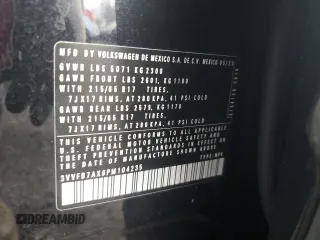 MFD BY VOLKSWAGEN DE MEXICO S.A. DE C.V. MEXICO
GVWR LBS 5071 KG 2300
GAWR FRONT LBS 2601 KG 1180
WITH 215/65 R17 TIRES,
7JX17 RIMS, AT 280 KPA, 41 PSI COLD
GAWR REAR LBS 2579 KG 1170
WITH 215/65 R17 TIRES,
7JX17 RIMS, AT 280 KPA, 41 PSI COLD
THIS VEHICLE CONFORMS TO ALL APPLICABLE
U.S. FEDERAL MOTOR VEHICLE SAFETY AND
THEFT PREVENTION STANDARDS IN EFFECT ON THE
DATE OF MANUFACTURE SHOWN ABOVE.
TYPE: MPV
©DREAMBID